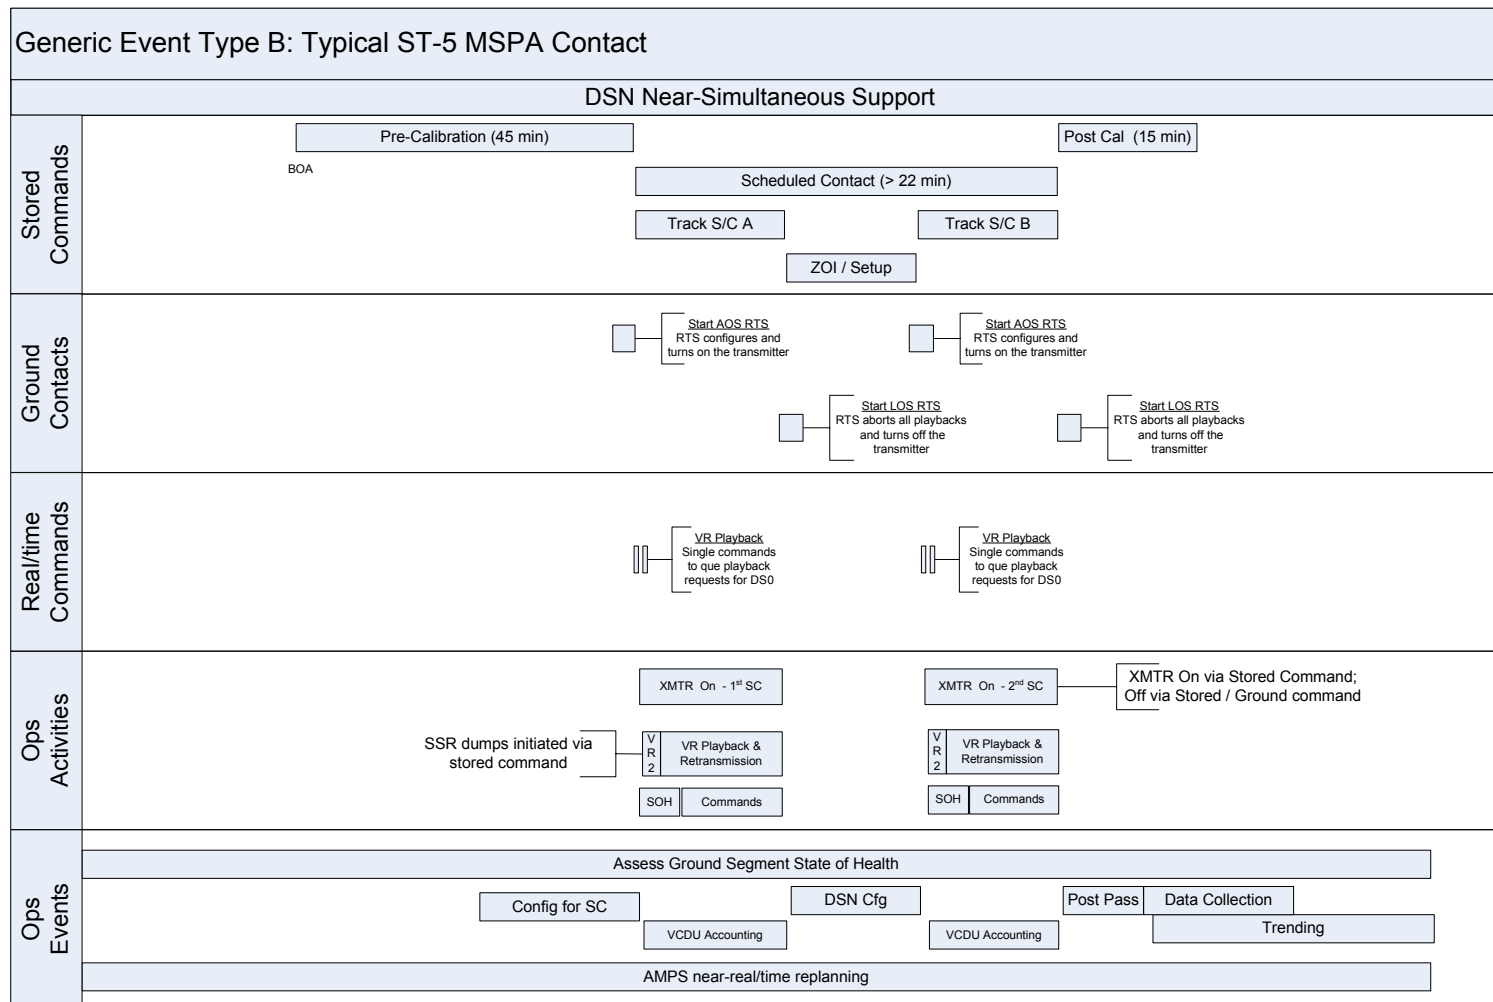 Generic Event Type B: Typical ST-5 MSPA Contact
DSN Near-Simultaneous Support
Stored
Commands
Pre-Calibration (45 min)
Post Cal (15 min)
BOA
Scheduled Contact (> 22 min)
Track S/C A
Track S/C B
ZOI / Setup
Ground
Contacts
Start AOS RTS
RTS configures and
turns on the transmitter
Start AOS RTS
RTS configures and
turns on the transmitter
Start LOS RTS
RTS aborts all playbacks
and turns off the
transmitter
Start LOS RTS
RTS aborts all playbacks
and turns off the
transmitter
Real/time
Commands
VR Playback
Single commands
to que playback
requests for DS0
VR Playback
Single commands
to que playback
requests for DS0
Ops
Activities
XMTR On - 1st SC
XMTR On - 2nd SC
XMTR On via Stored Command;
Off via Stored / Ground command
SSR dumps initiated via
stored command
V
R
2
VR Playback &
Retransmission
V
R
2
VR Playback &
Retransmission
SOH
Commands
SOH
Commands
Ops
Events
Assess Ground Segment State of Health
Config for SC
DSN Cfg
Post Pass
Data Collection
VCDU Accounting
VCDU Accounting
Trending
AMPS near-real/time replanning